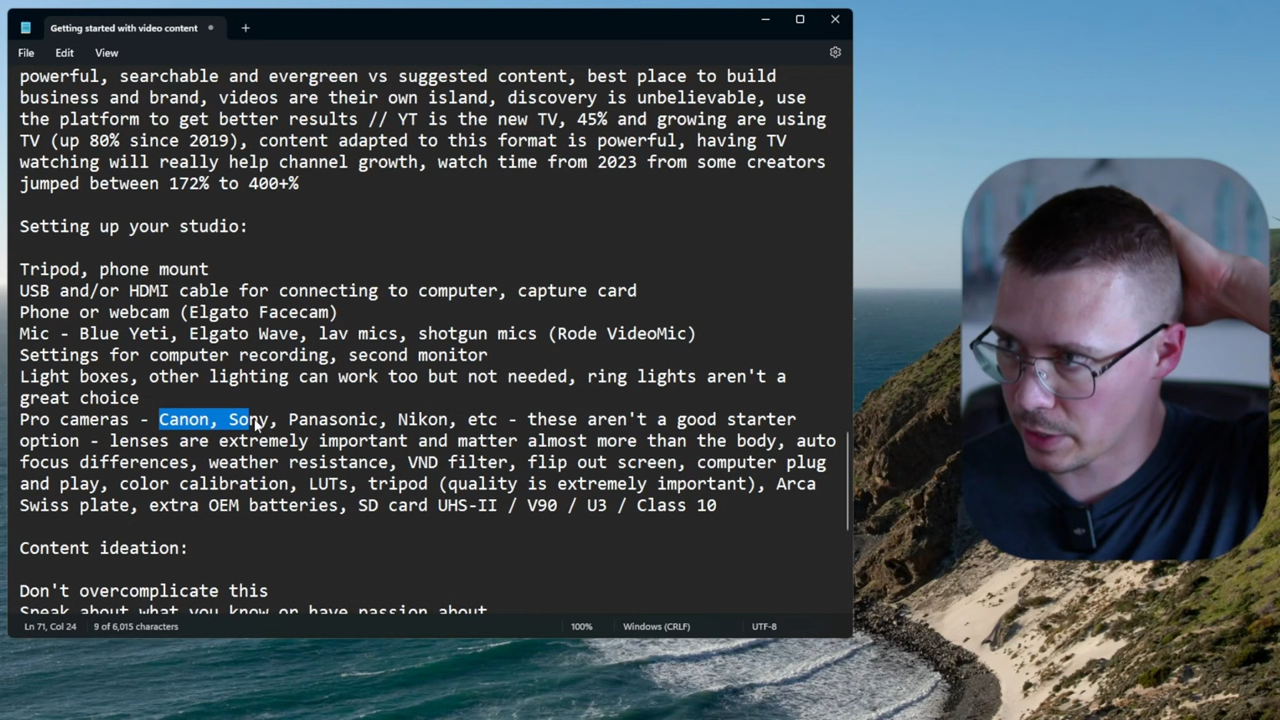 Getting started with video content
File Edit View
powerful, searchable and evergreen vs suggested content, best place to build
business and brand, videos are their own island, discovery is unbelievable, use
the platform to get better results // YT is the new TV, 45% and growing are using
TV (up 80% since 2019), content adapted to this format is powerful, having TV
watching will really help channel growth, watch time from 2023 from some creators
jumped between 172% to 400+%
Setting up your studio:
Tripod, phone mount
USB and/or HDMI cable for connecting to computer, capture card
Phone or webcam (Elgato Facecam)
Mic - Blue Yeti, Elgato Wave, lav mics, shotgun mics (Rode VideoMic)
Settings for computer recording, second monitor
Light boxes, other lighting can work too but not needed, ring lights aren't a
great choice
Pro cameras - Canon, Sony, Panasonic, Nikon, etc - these aren't a good starter
option - lenses are extremely important and matter almost more than the body, auto
focus differences, weather resistance, VND filter, flip out screen, computer plug
and play, color calibration, LUTs, tripod (quality is extremely important), Arca
Swiss plate, extra OEM batteries, SD card UHS-II / V90 / U3 / Class 10
Content ideation:
Don't overcomplicate this
Speak about what you know or have passion about
Ln 71, Col 24 9 of 6,015 characters 100% Windows (CRLF) UTF-8